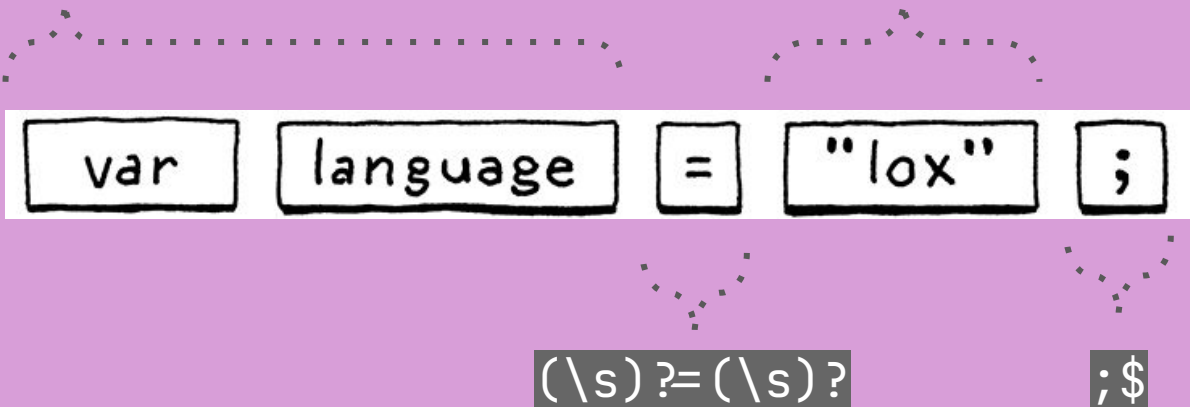 var language = "lox" ;
(\s)?=(\s)? ;$